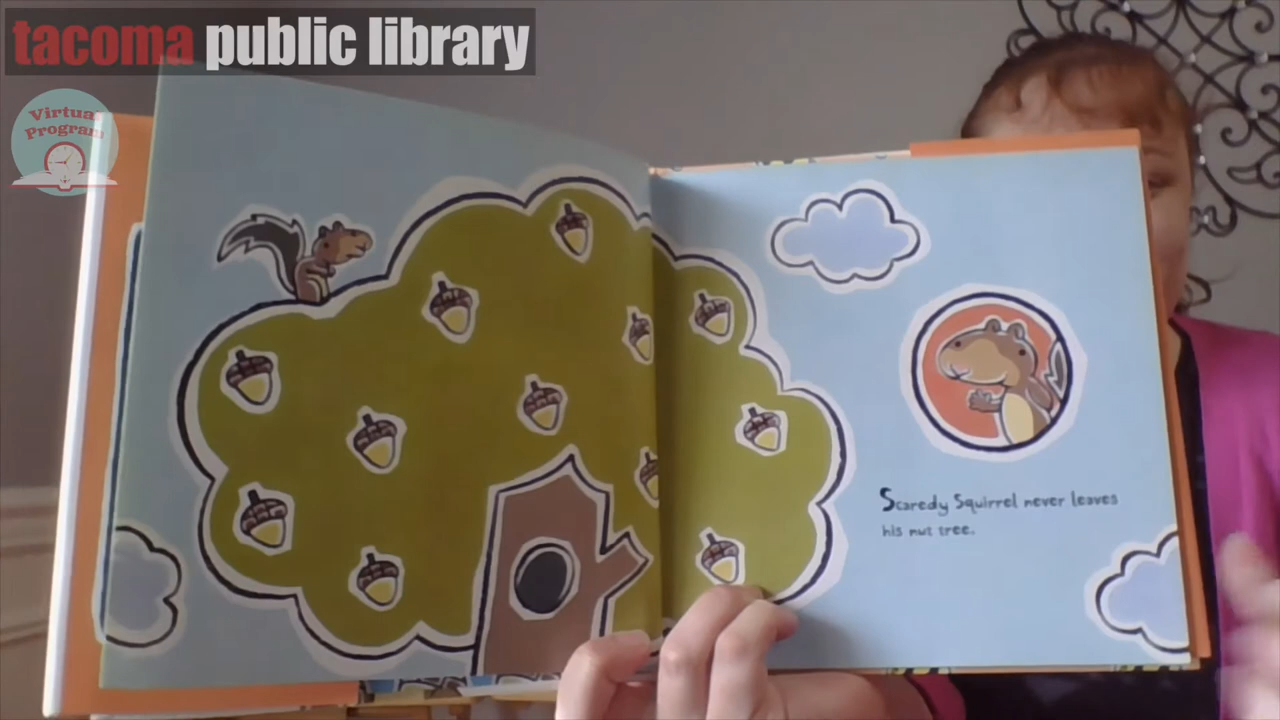 tacoma public library
Virtual
Program
Scaredy Squirrel never leaves
his nut tree.